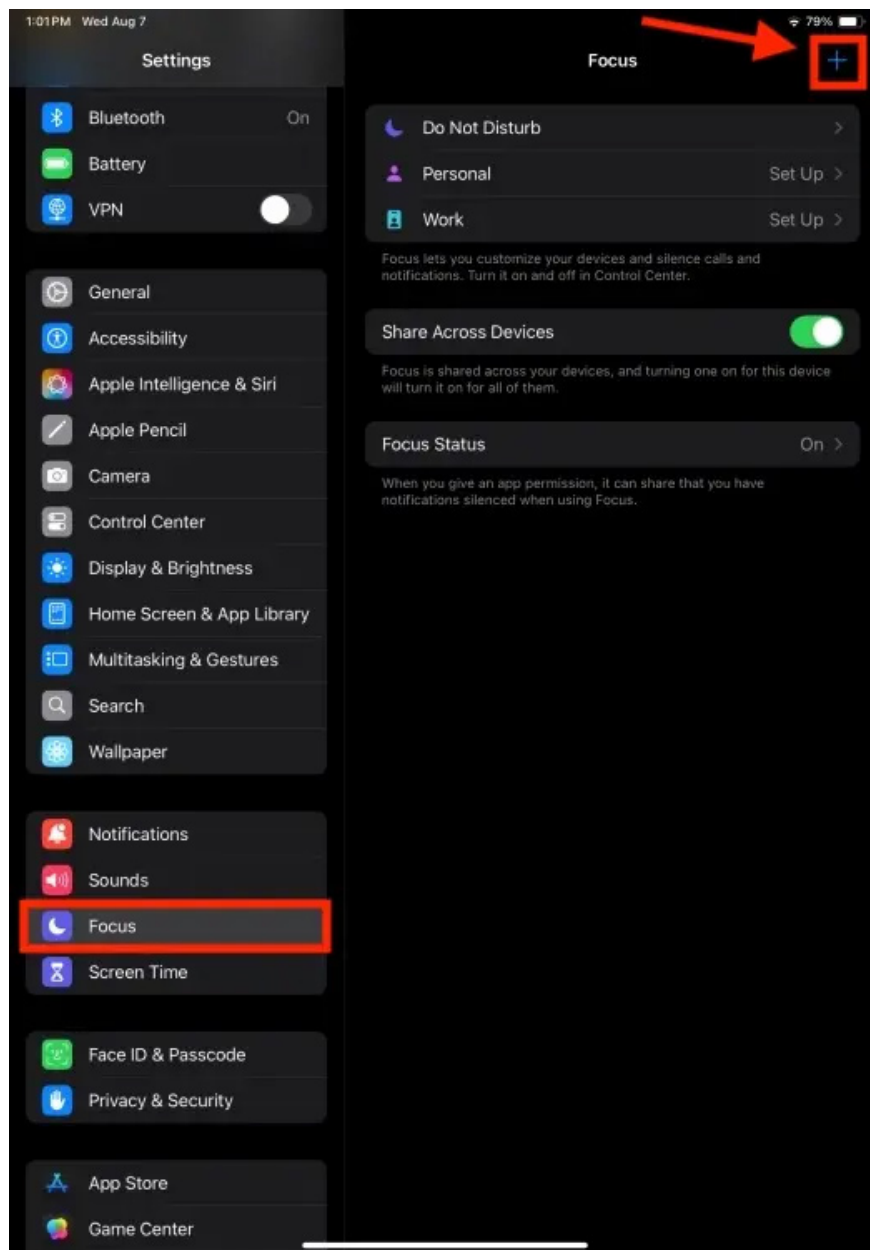 1:01PM Wed Aug 7
79%
Settings
Bluetooth On
Battery
VPN
General
Accessibility
Apple Intelligence & Siri
Apple Pencil
Camera
Control Center
Display & Brightness
Home Screen & App Library
Multitasking & Gestures
Search
Wallpaper
Notifications
Sounds
Focus
Screen Time
Face ID & Passcode
Privacy & Security
App Store
Game Center
Focus
Do Not Disturb
Personal Set Up
Work Set Up
Focus lets you customize your devices and silence calls and
notifications. Turn it on and off in Control Center.
Share Across Devices
Focus is shared across your devices, and turning one on for this device
will turn it on for all of them.
Focus Status On
When you give an app permission, it can share that you have
notifications silenced when using Focus.